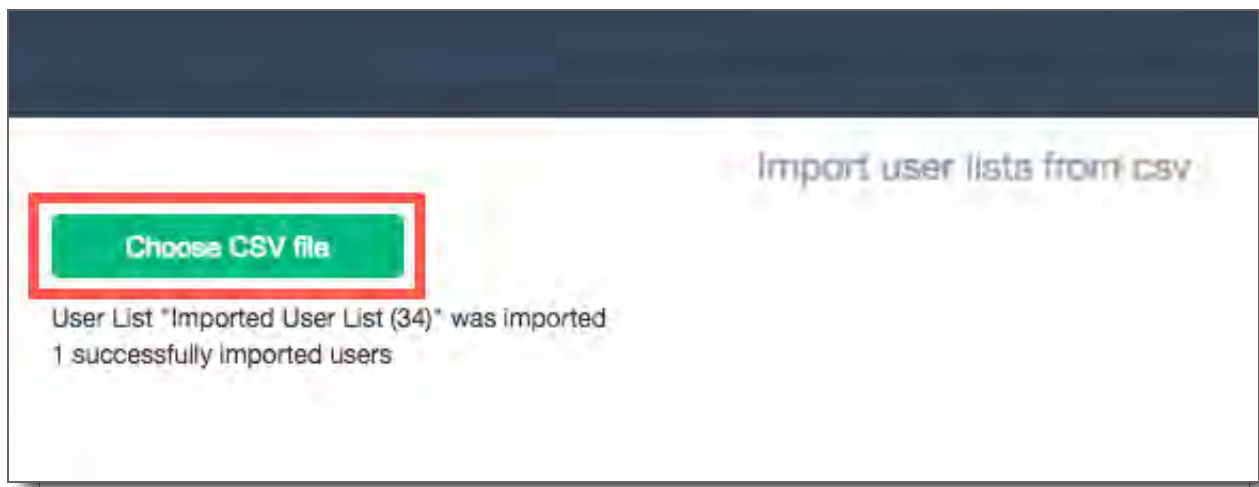 Import user lists from csv
Choose CSV file
User List "Imported User List (34)" was imported
1 successfully imported users